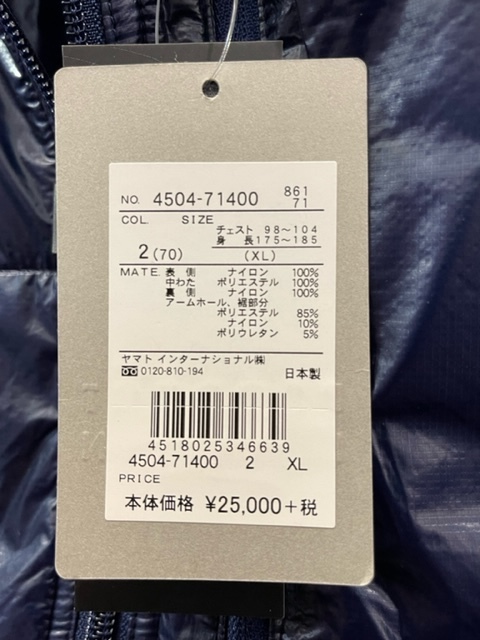 NO. 4504-71400 861
71
COL. SIZE
チェスト 98〜104
身 長 175〜185
2(70) (XL)
MATE. 表 側 ナイロン 100%
中わた ポリエステル 100%
裏 側 ナイロン 100%
アームホール、裾部分
ポリエステル 85%
ナイロン 10%
ポリウレタン 5%
ヤマト インターナショナル㈱
0120-810-194 日本製
4518025346639
4504-71400 2 XL
PRICE
本体価格 ¥25,000+税